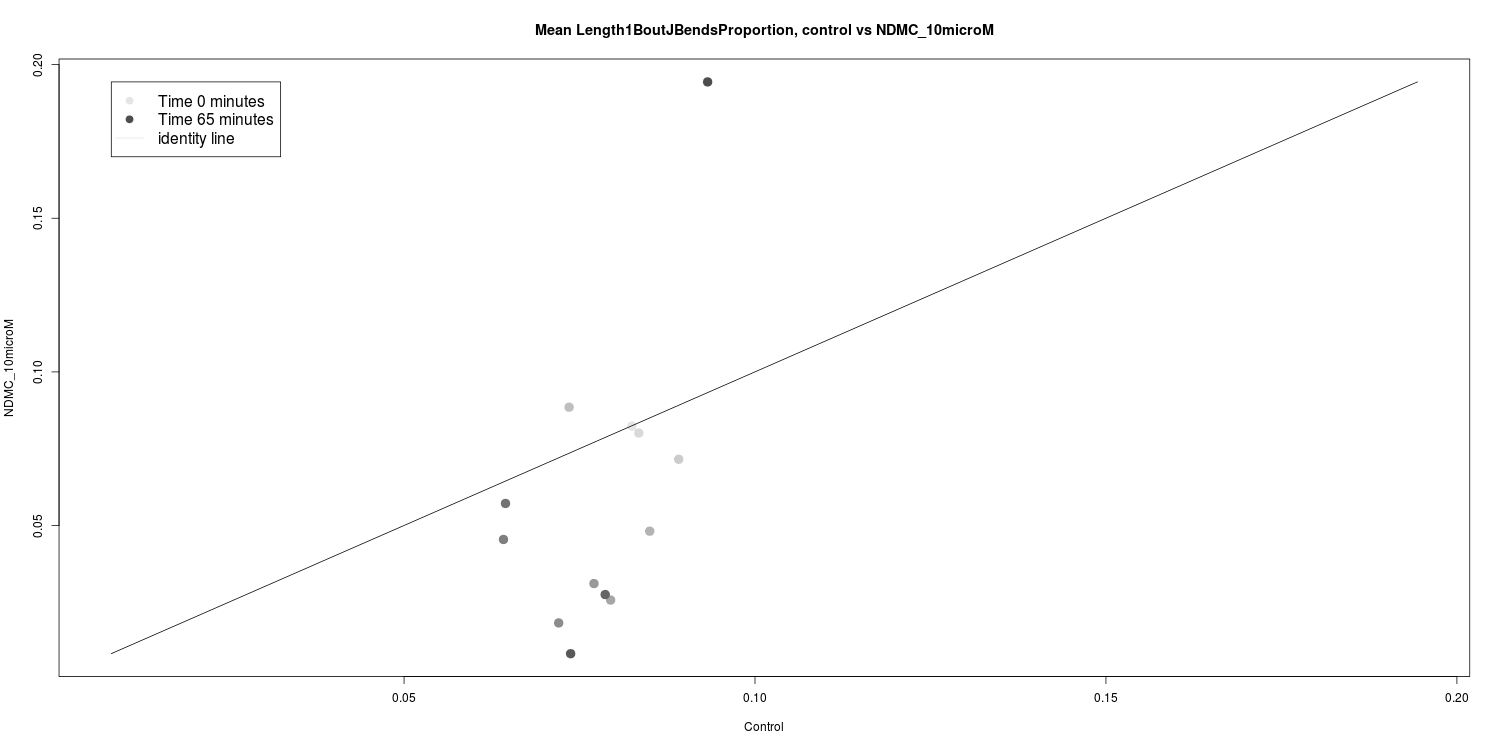 Mean Length1BoutJBendsProportion, control vs NDMC_10microM
Time 0 minutes
Time 65 minutes
identity line
NDMC_10microM
0.20
0.15
0.10
0.05
0.05
0.10
0.15
0.20
Control